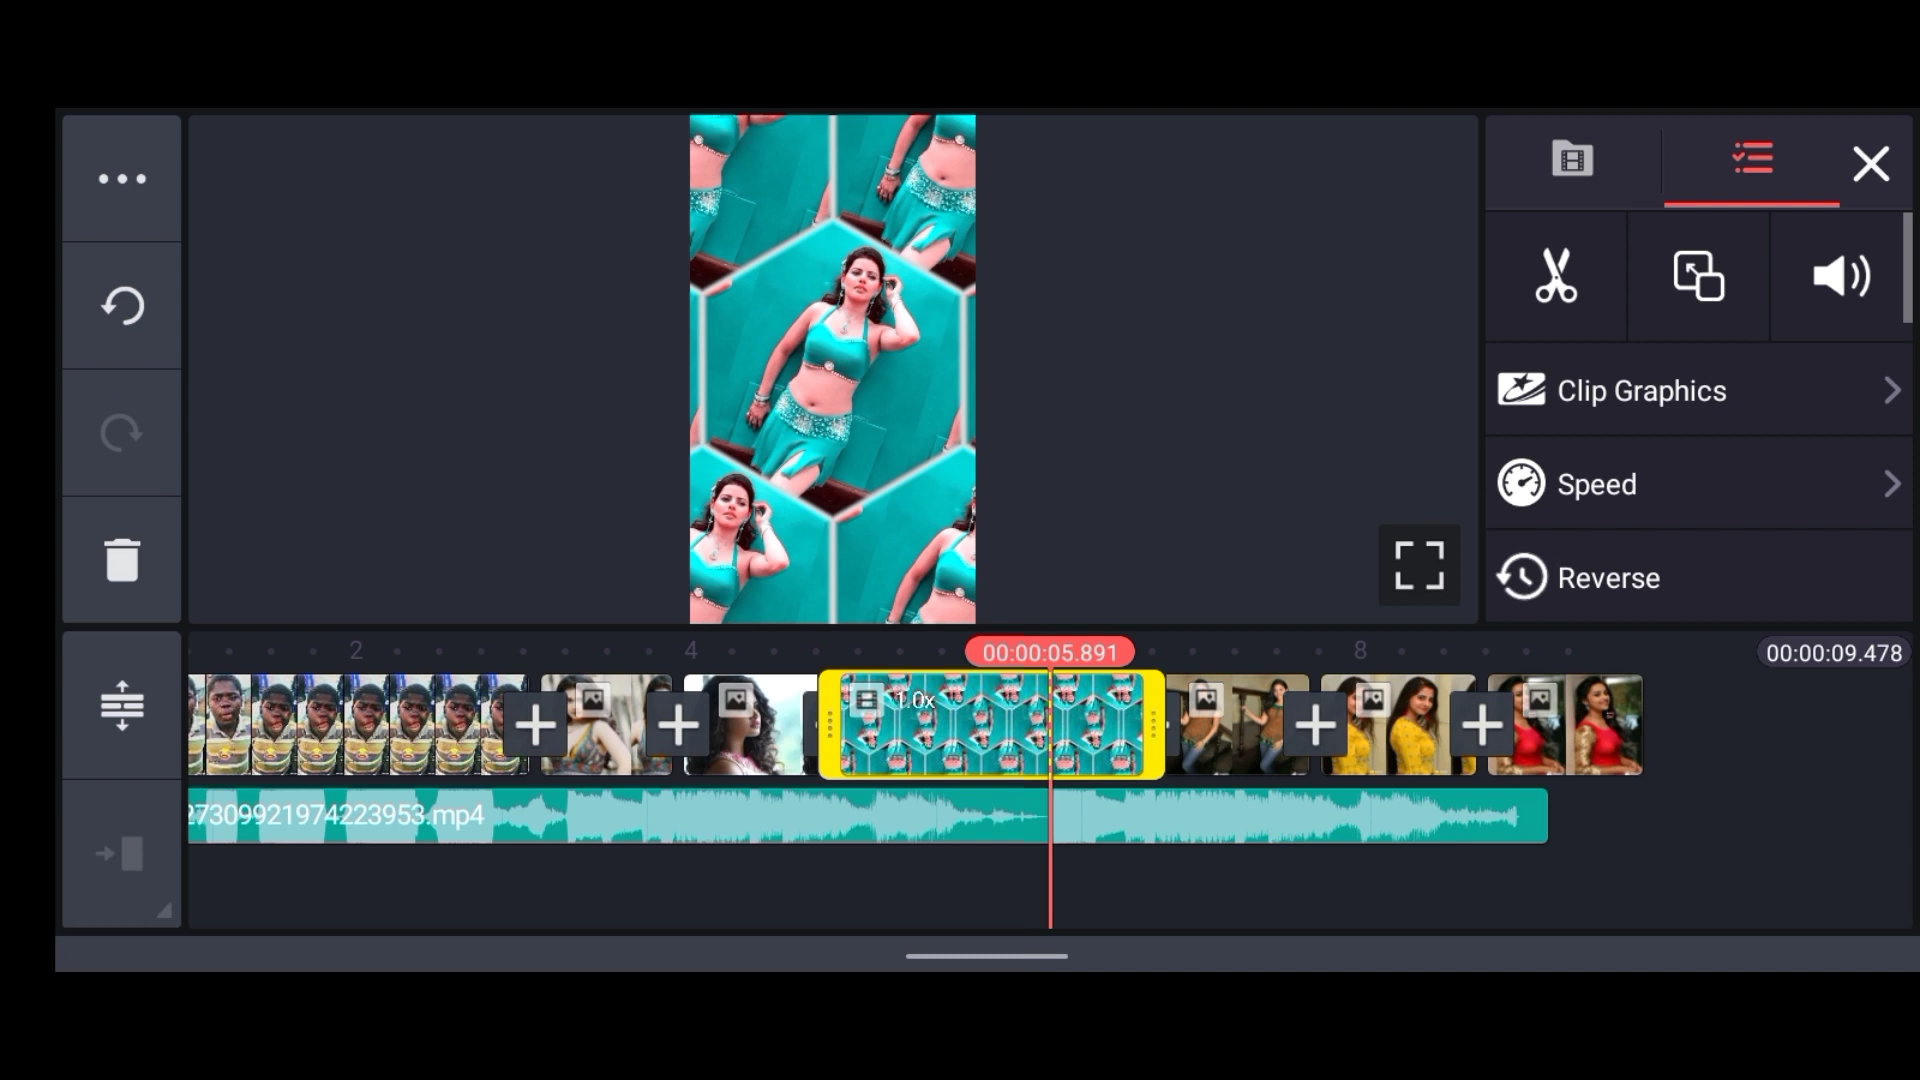 Clip Graphics
Speed
Reverse
2
4
00:00:05.891
8
00:00:09.478
1.0x
27309921974223953.mp4